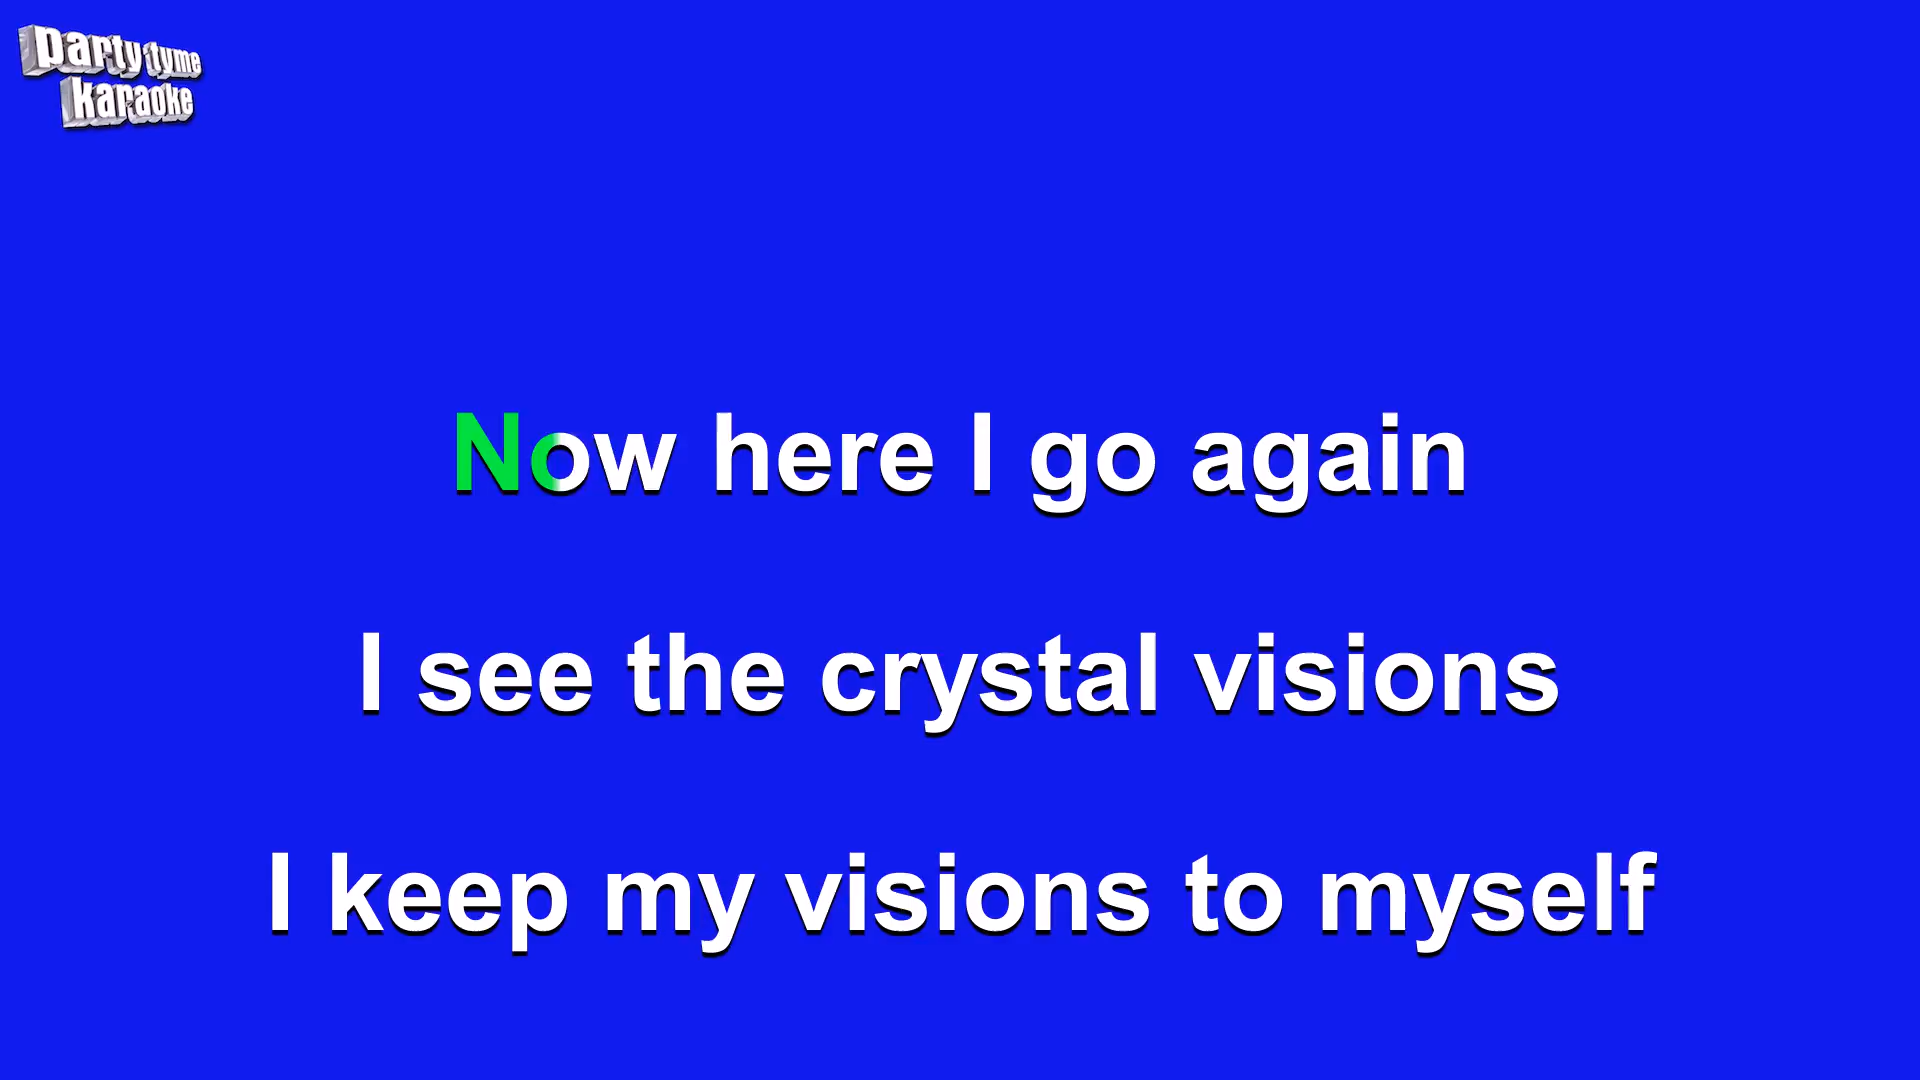 party tyme
karaoke
Now here I go again
I see the crystal visions
I keep my visions to myself